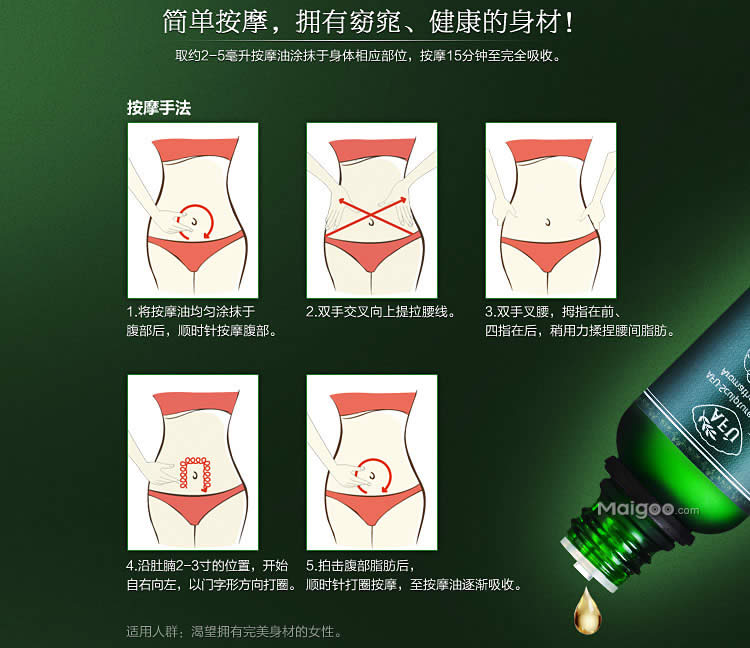 简单按摩，拥有窈窕、健康的身材！
取约2-5毫升按摩油涂抹于身体相应部位，按摩15分钟至完全吸收。
按摩手法
1.将按摩油均匀涂抹于
腹部后，顺时针按摩腹部。
2.双手交叉向上提拉腰线。
3.双手叉腰，拇指在前、
四指在后，稍用力揉捏腰间脂肪。
4.沿肚腩2-3寸的位置，开始
自右向左，以门字形方向打圈。
5.拍击腹部脂肪后，
顺时针打圈按摩，至按摩油逐渐吸收。
AFU
Maigoo.com
适用人群：渴望拥有完美身材的女性。